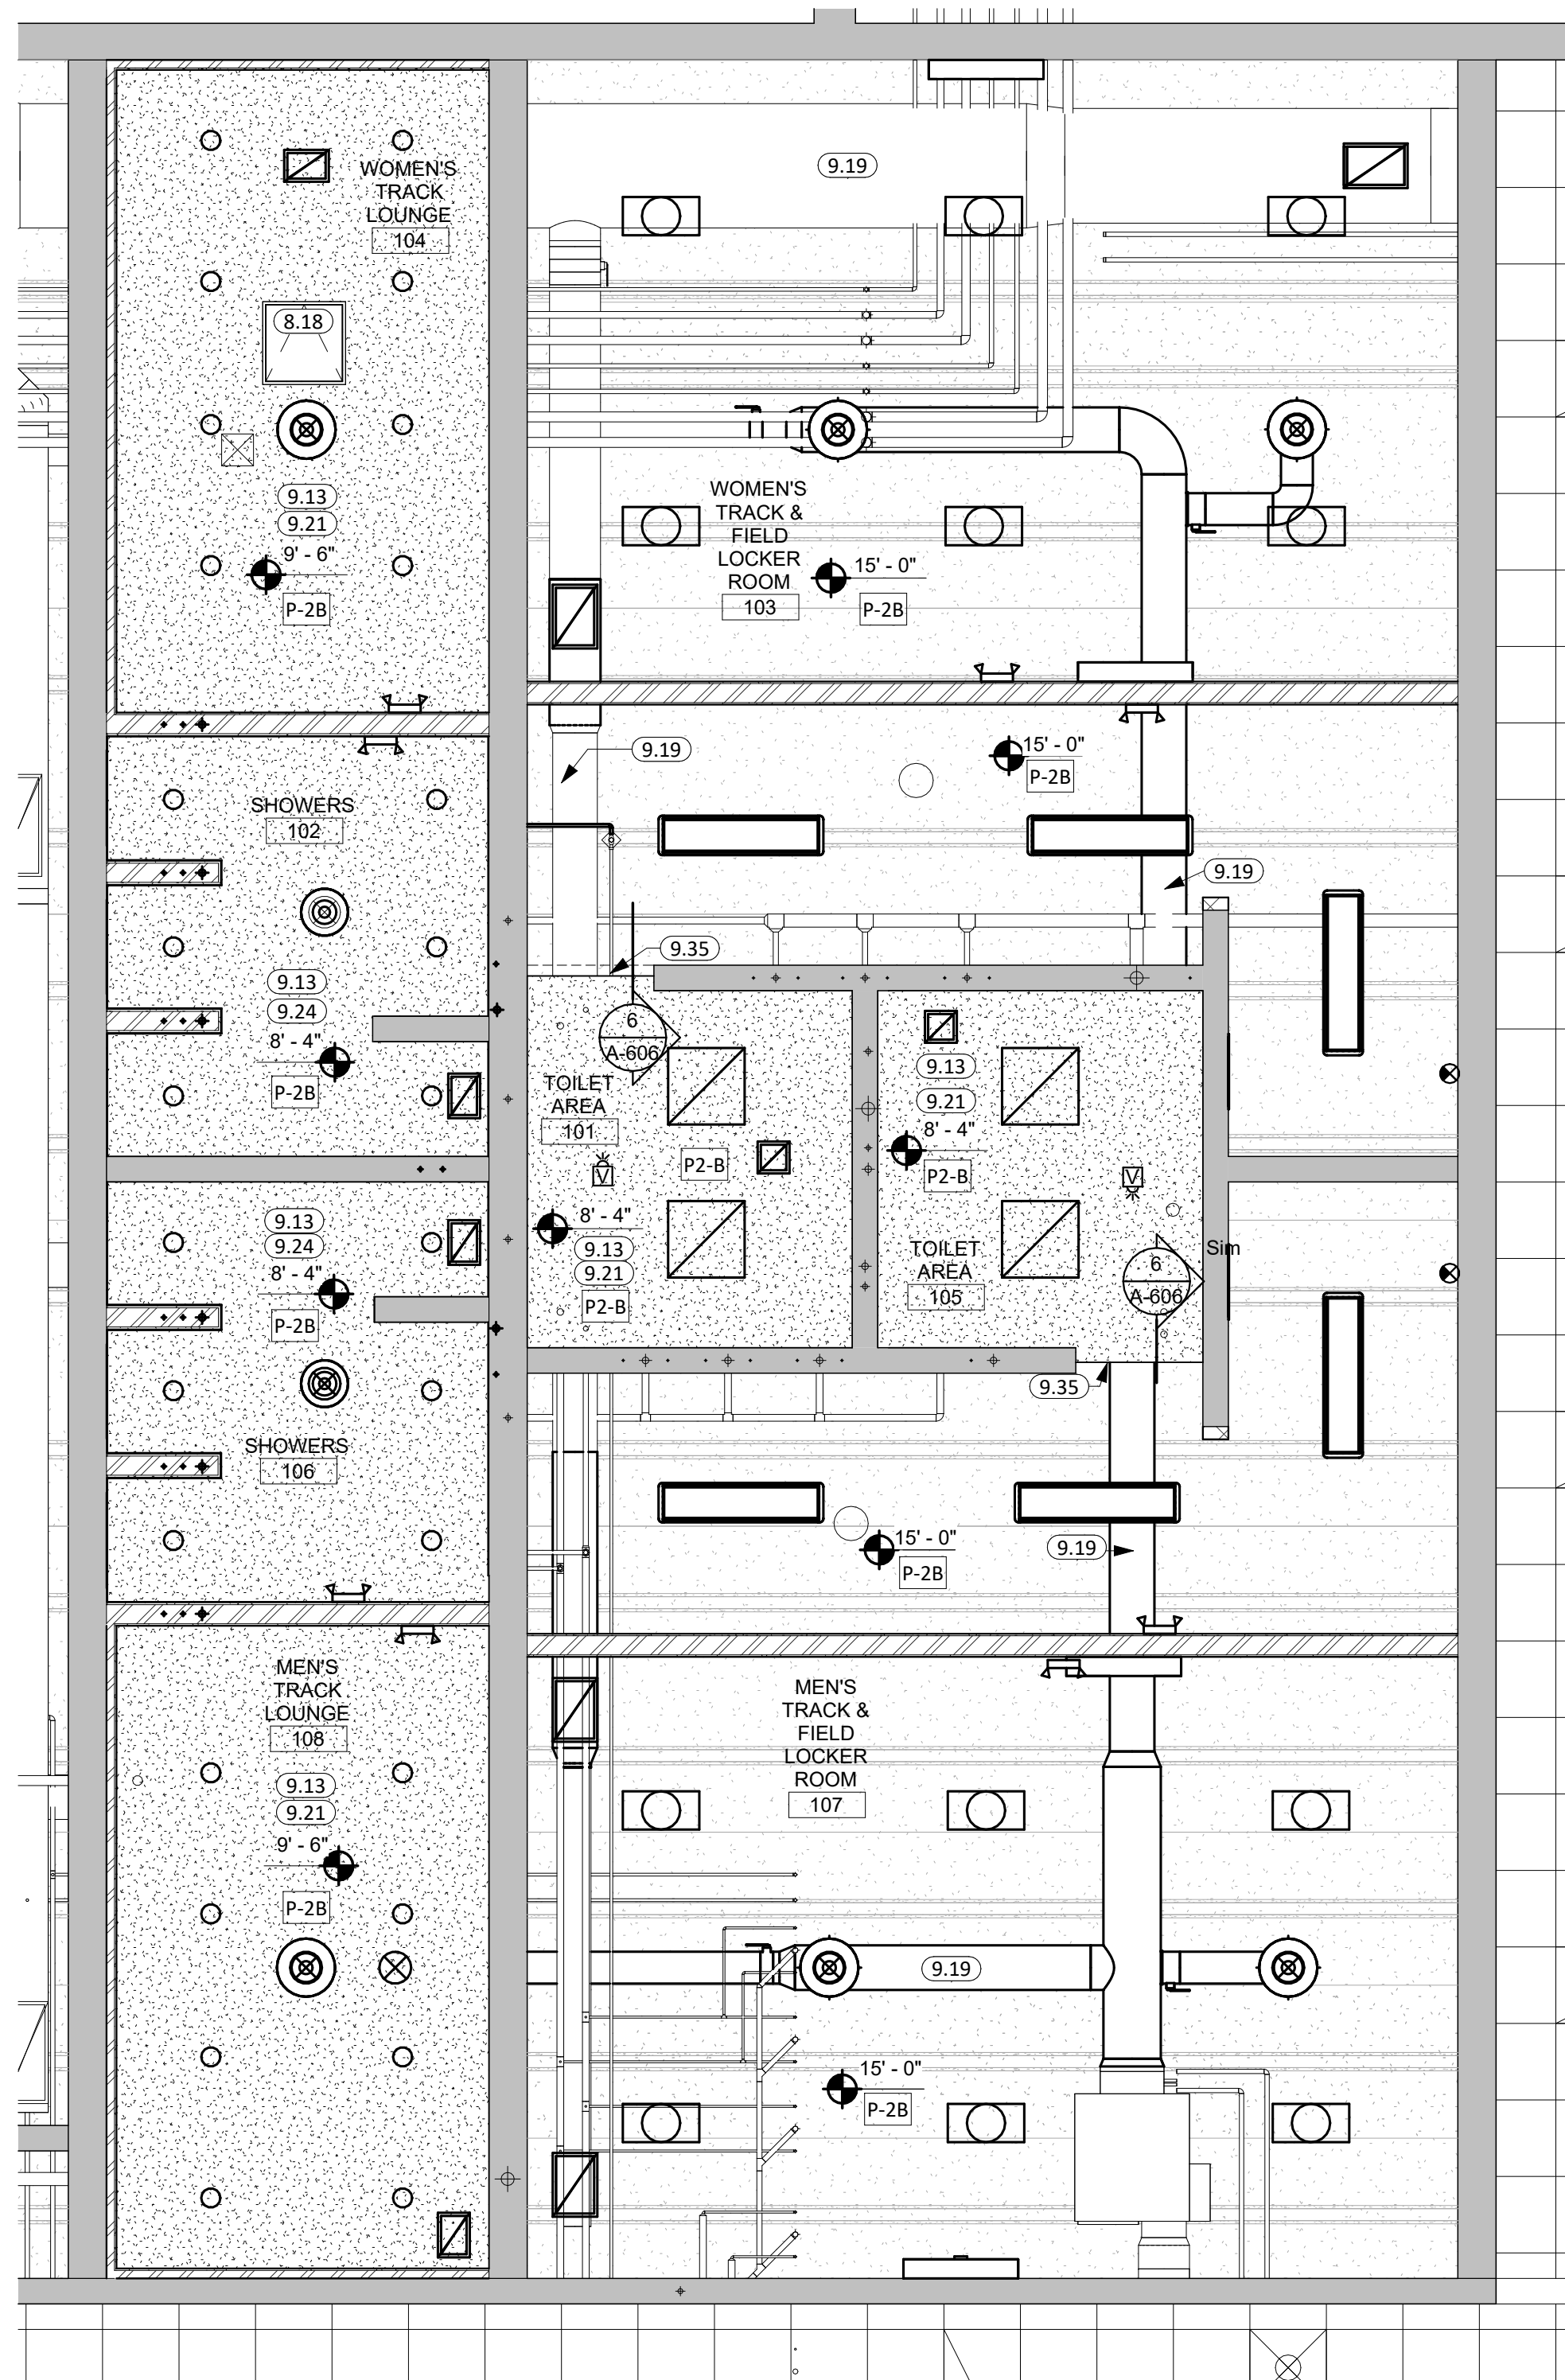 WOMEN'S
TRACK
LOUNGE
104
8.18
9.13
9.21
9' - 6"
P-2B
9.19
WOMEN'S
TRACK &
FIELD
LOCKER
ROOM
103
15' - 0"
P-2B
9.19
15' - 0"
P-2B
9.19
SHOWERS
102
9.13
9.24
8' - 4"
P-2B
9.35
6
A-606
TOILET
AREA
101
V
P2-B
8' - 4"
9.13
9.21
P2-B
9.13
9.21
8' - 4"
P2-B
V
TOILET
AREA
105
Sim
6
A-606
9.35
9.13
9.24
8' - 4"
P-2B
SHOWERS
106
15' - 0"
P-2B
9.19
MEN'S
TRACK
LOUNGE
108
9.13
9.21
9' - 6"
P-2B
MEN'S
TRACK &
FIELD
LOCKER
ROOM
107
9.19
15' - 0"
P-2B